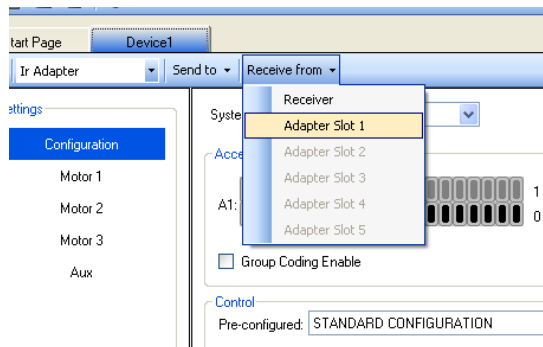 tart Page Device1
Ir Adapter Send to Receive from
ettings
Receiver
Syste
Adapter Slot 1
Configuration
Acce
Adapter Slot 2
Motor 1
Adapter Slot 3
1
A1:
Motor 2
Adapter Slot 4
0
Motor 3
Adapter Slot 5
Group Coding Enable
Aux
Control
Pre-configured: STANDARD CONFIGURATION